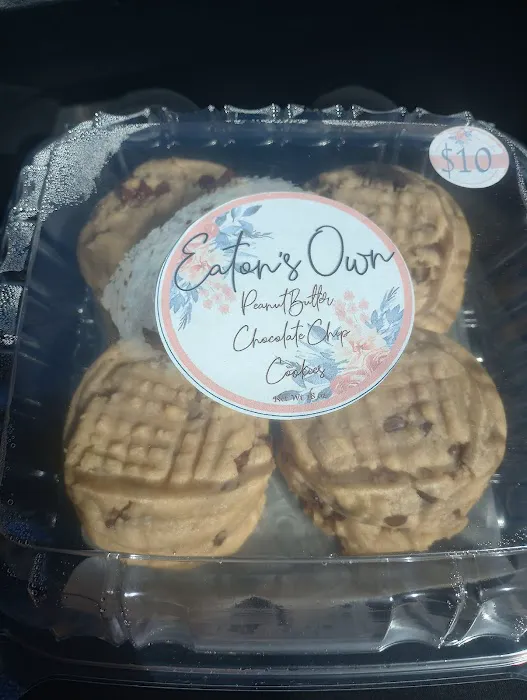 $10
Eaton's Own
Peanut Butter
Chocolate Chip
Cookies